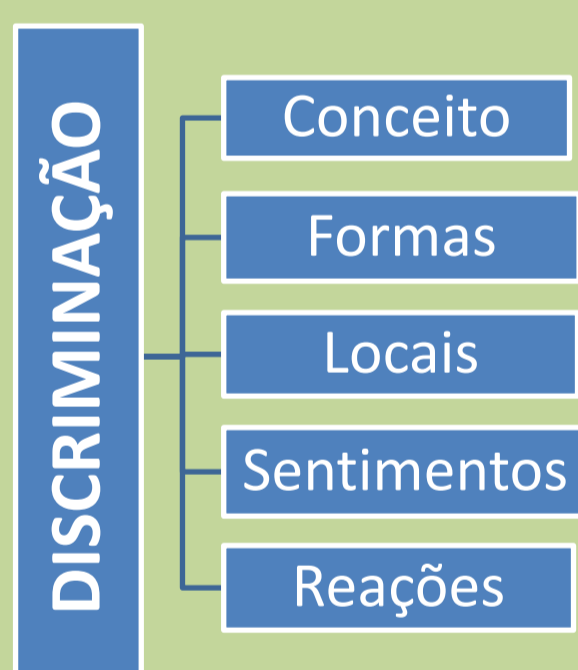 DISCRIMINAÇÃO
Conceito
Formas
Locais
Sentimentos
Reações